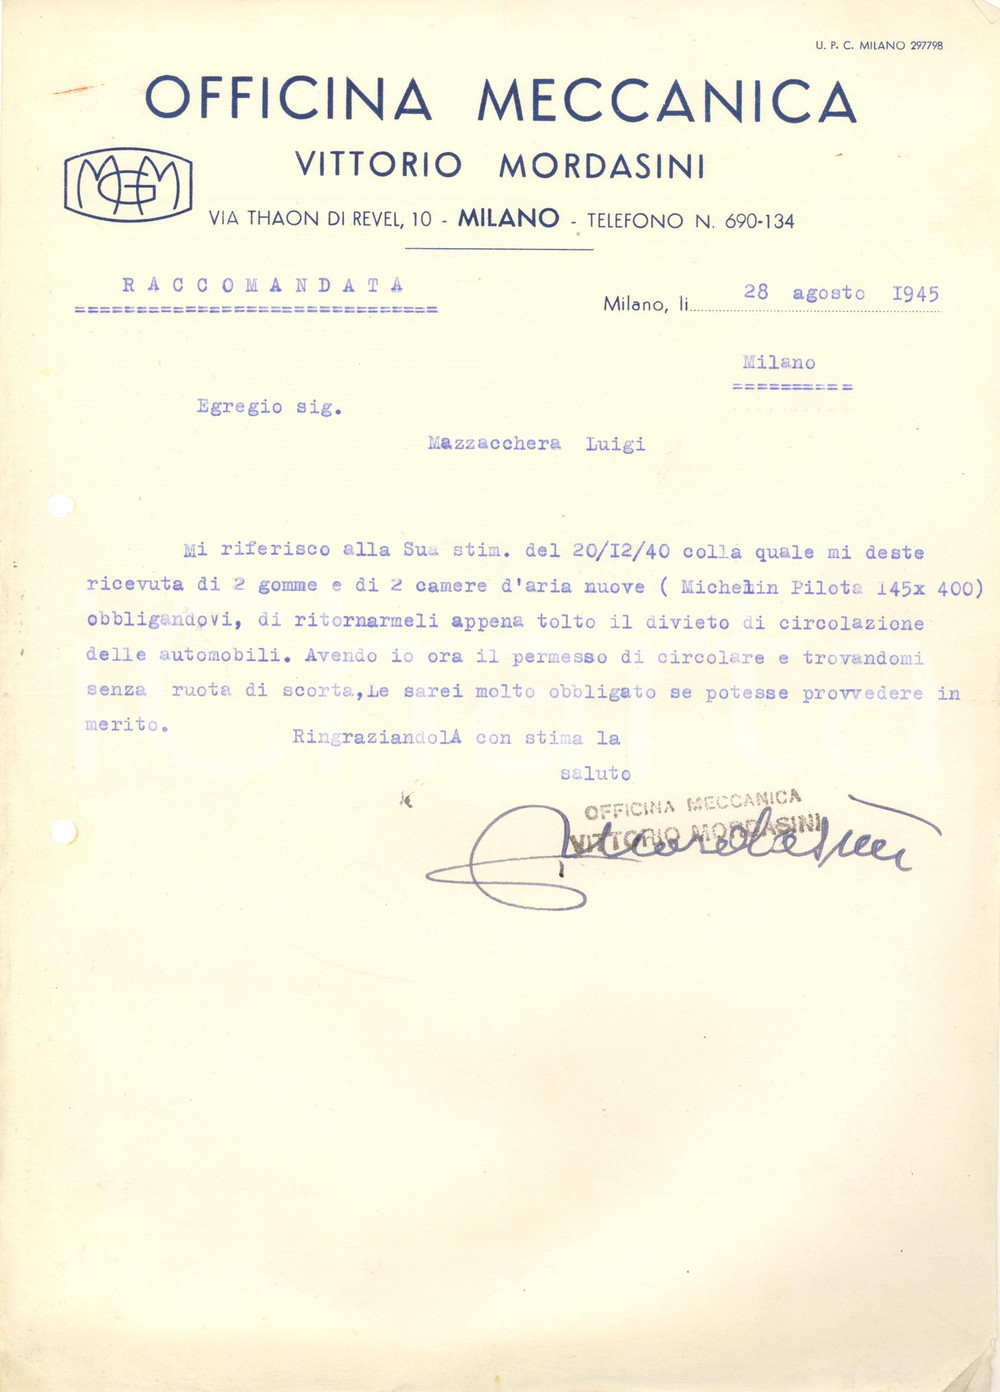 U. P. C. MILANO 297798
OFFICINA MECCANICA
VITTORIO MORDASINI
VIA THAON DI REVEL, 10 - MILANO - TELEFONO N. 690-134
RACCOMANDATA
Milano, li 28 agosto I945
Milano
Egregio sig.
Mazzacchera Luigi
Mi riferisco alla Sua stim. del 20/I2/40 colla quale mi deste
ricevuta di 2 gomme e di 2 camere d'aria nuove ( Michelin Pilota I45x 400)
obbligandovi, di ritornarmeli appena tolto il divieto di circolazione
delle automobili. Avendo io ora il permesso di circolare e trovandomi
senza ruota di scorta,Le sarei molto obbligato se potesse provvedere in
merito.
RingraziandolA con stima la
saluto
OFFICINA MECCANICA
VITTORIO MORDASINI